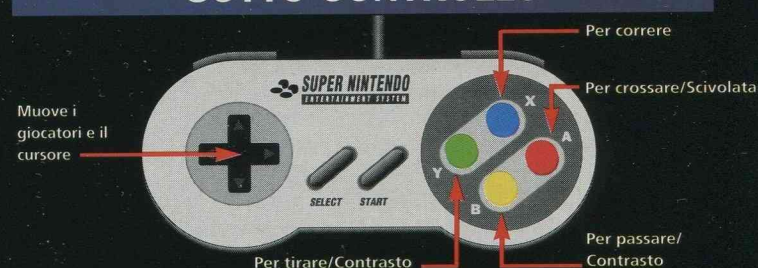 Per correre
SUPER NINTENDO
ENTERTAINMENT SYSTEM
X
Per crossare/Scivolata
Muove i
giocatori e il
cursore
A
Y
B
SELECT START
Per passare/
Contrasto
Per tirare/Contrasto